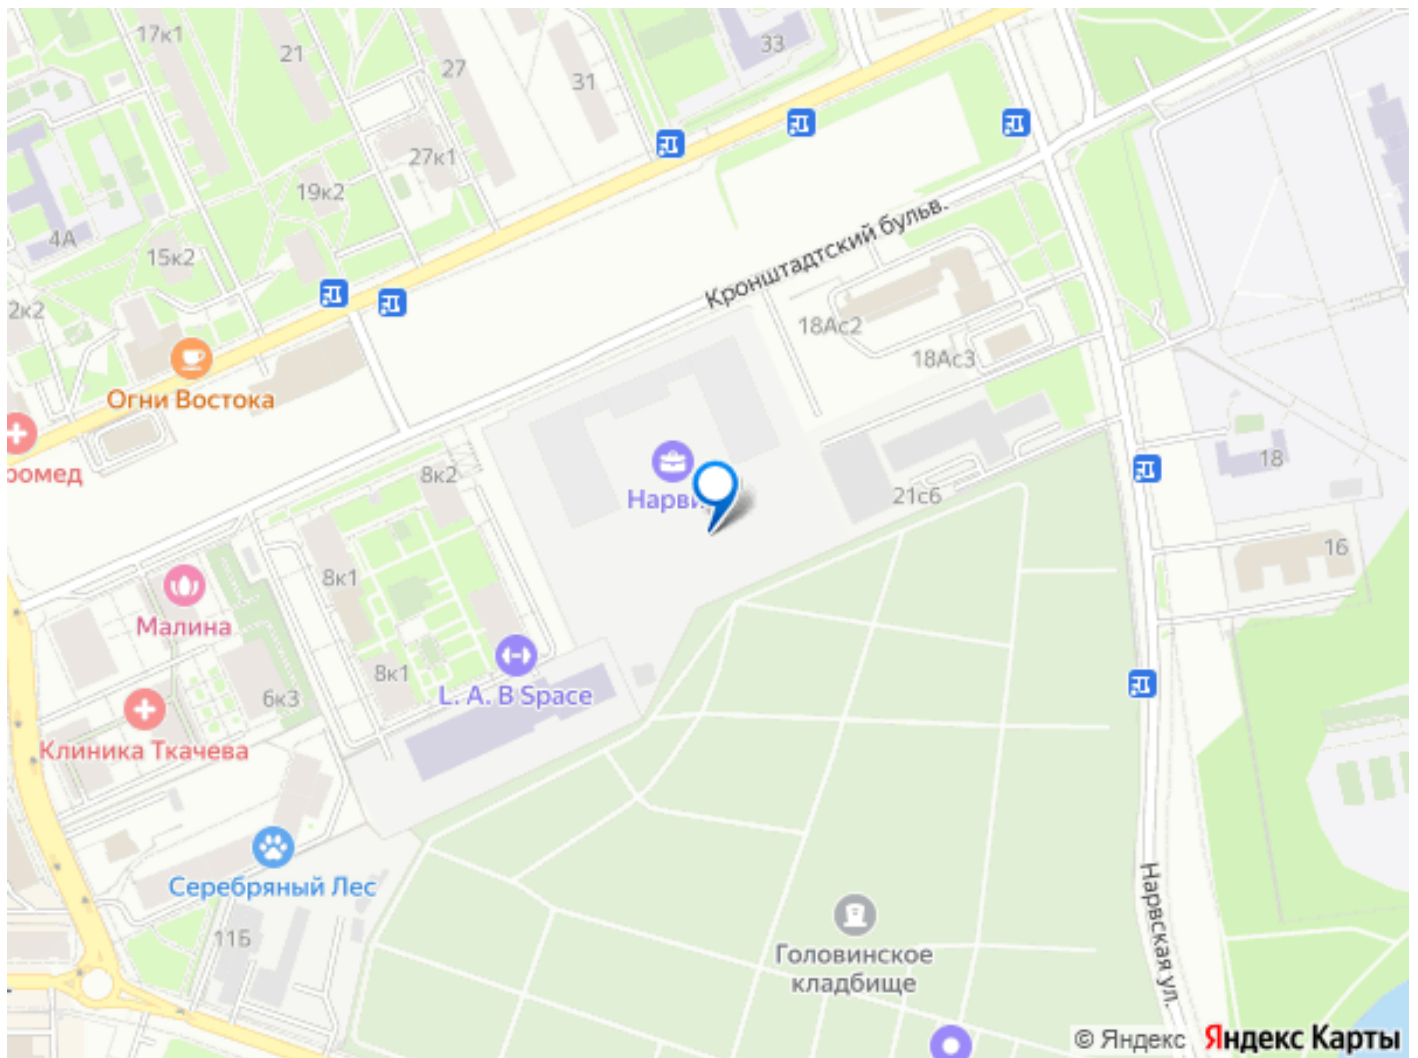 17к1
21
27
31
33
27к1
19к2
4А
15к2
2к2
Кронштадтский бульв.
18Ас2
18Ас3
Огни Востока
ромед
8к2
Нарви
21с6
18
16
8к1
Малина
8к1
L. A. B Space
6к3
Клиника Ткачева
Серебряный Лес
11Б
Нарвская ул.
Головинское
кладбище
© Яндекс Яндекс Карты